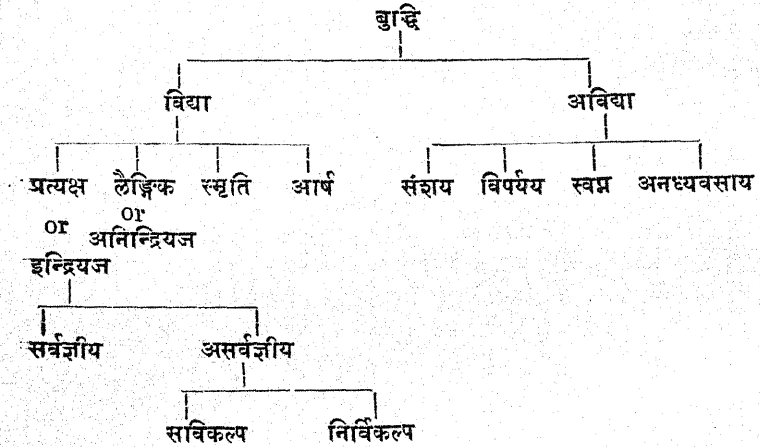 बुद्धि
विद्या अविद्या
प्रत्यक्ष लैङ्गिक स्मृति आर्ष संशय विपर्यय स्वप्न अनध्यवसाय
or or
अनिन्द्रियज
इन्द्रियज
सर्वज्ञीय असर्वज्ञीय
सविकल्प निर्विकल्प